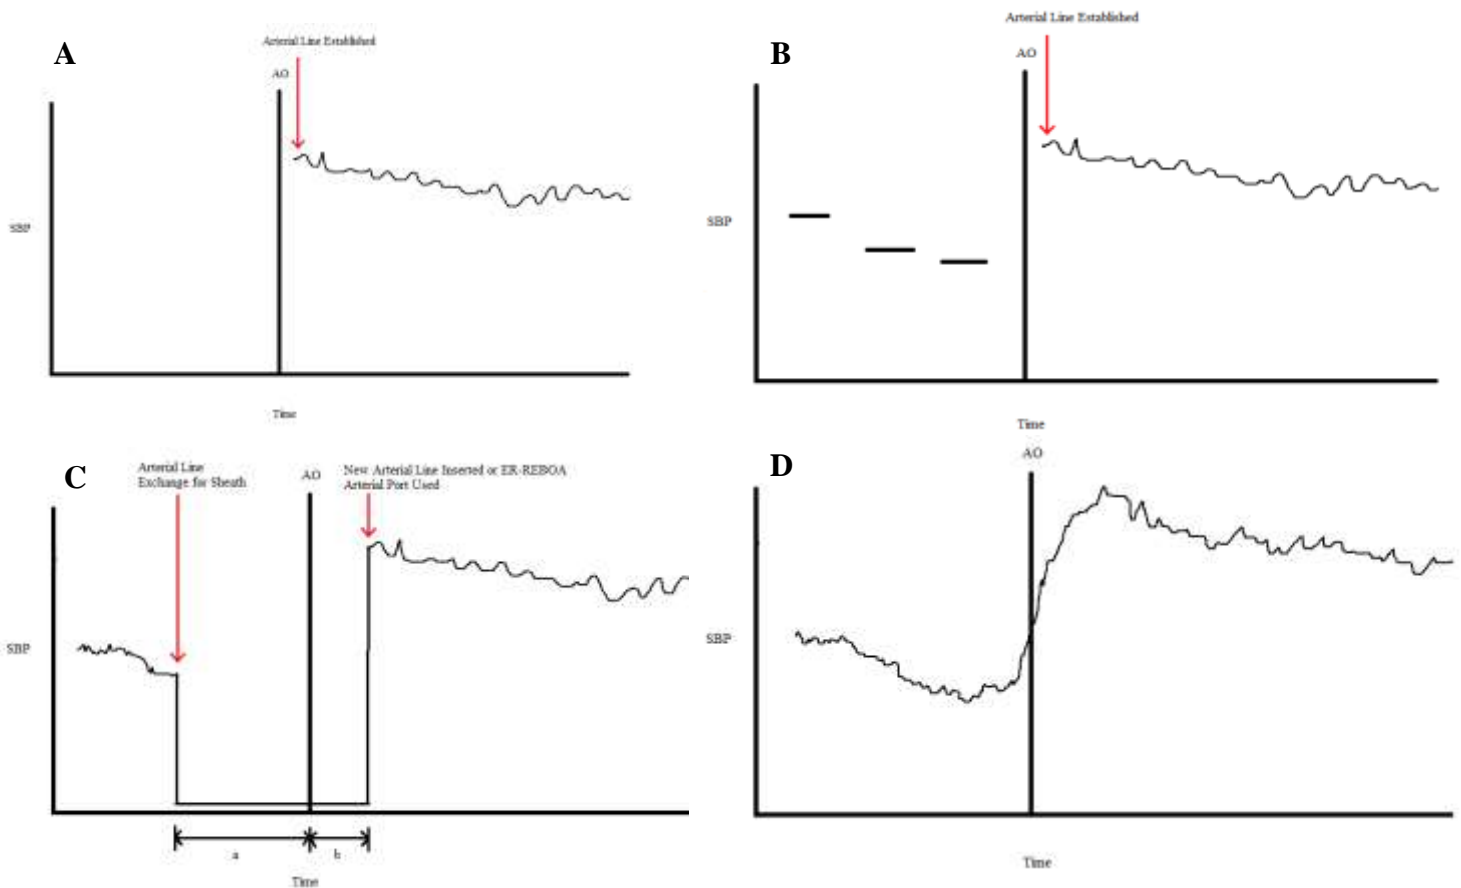 A
Arterial Line Established
AO
SBP
Time
B
Arterial Line Established
AO
SBP
Time
C
Arterial Line
Exchange for Sheath
AO
New Arterial Line Inserted or ER-REBOA
Arterial Port Used
SBP
a
b
Time
D
AO
SBP
Time